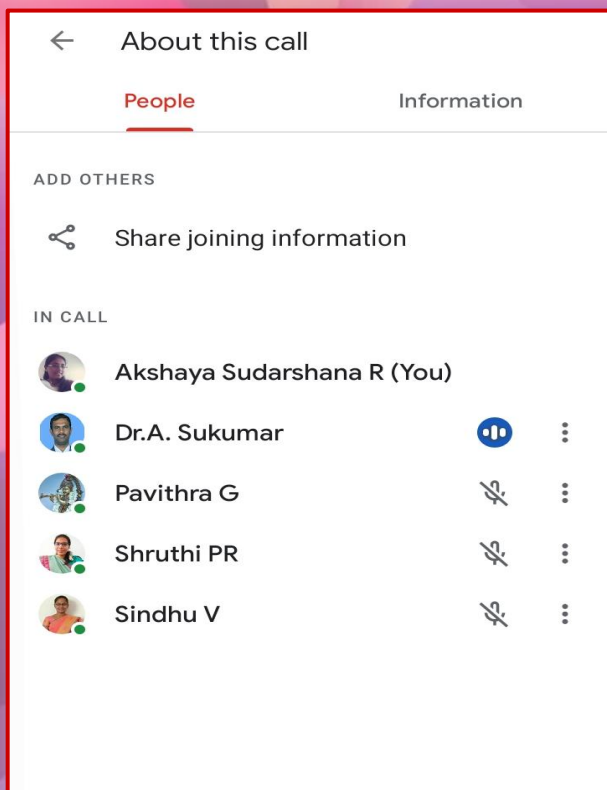 About this call
People
Information
ADD OTHERS
Share joining information
IN CALL
Akshaya Sudarshana R (You)
Dr.A. Sukumar
Pavithra G
Shruthi PR
Sindhu V